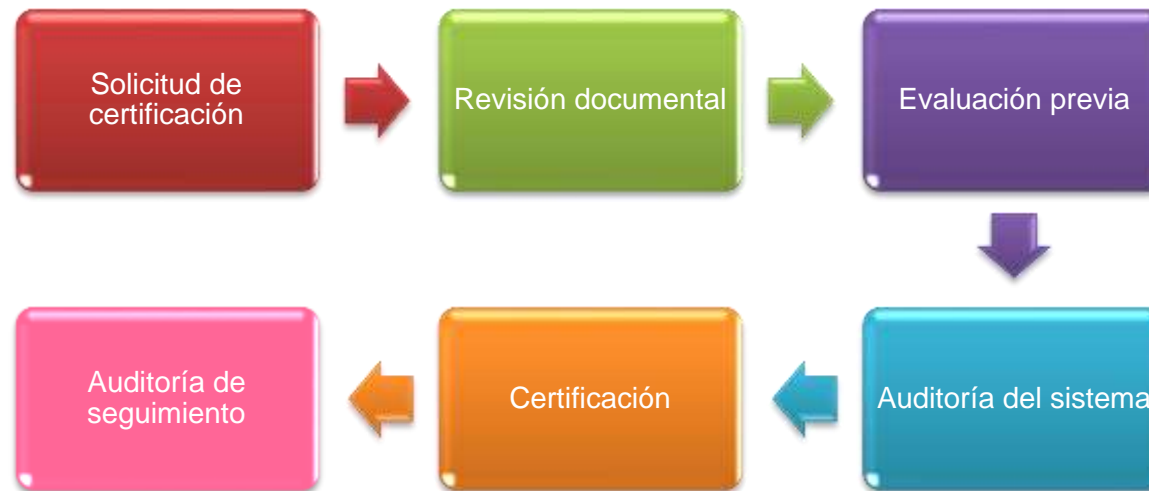 Solicitud de
certificación
Revisión documental
Evaluación previa
Auditoría del sistema
Certificación
Auditoría de
seguimiento